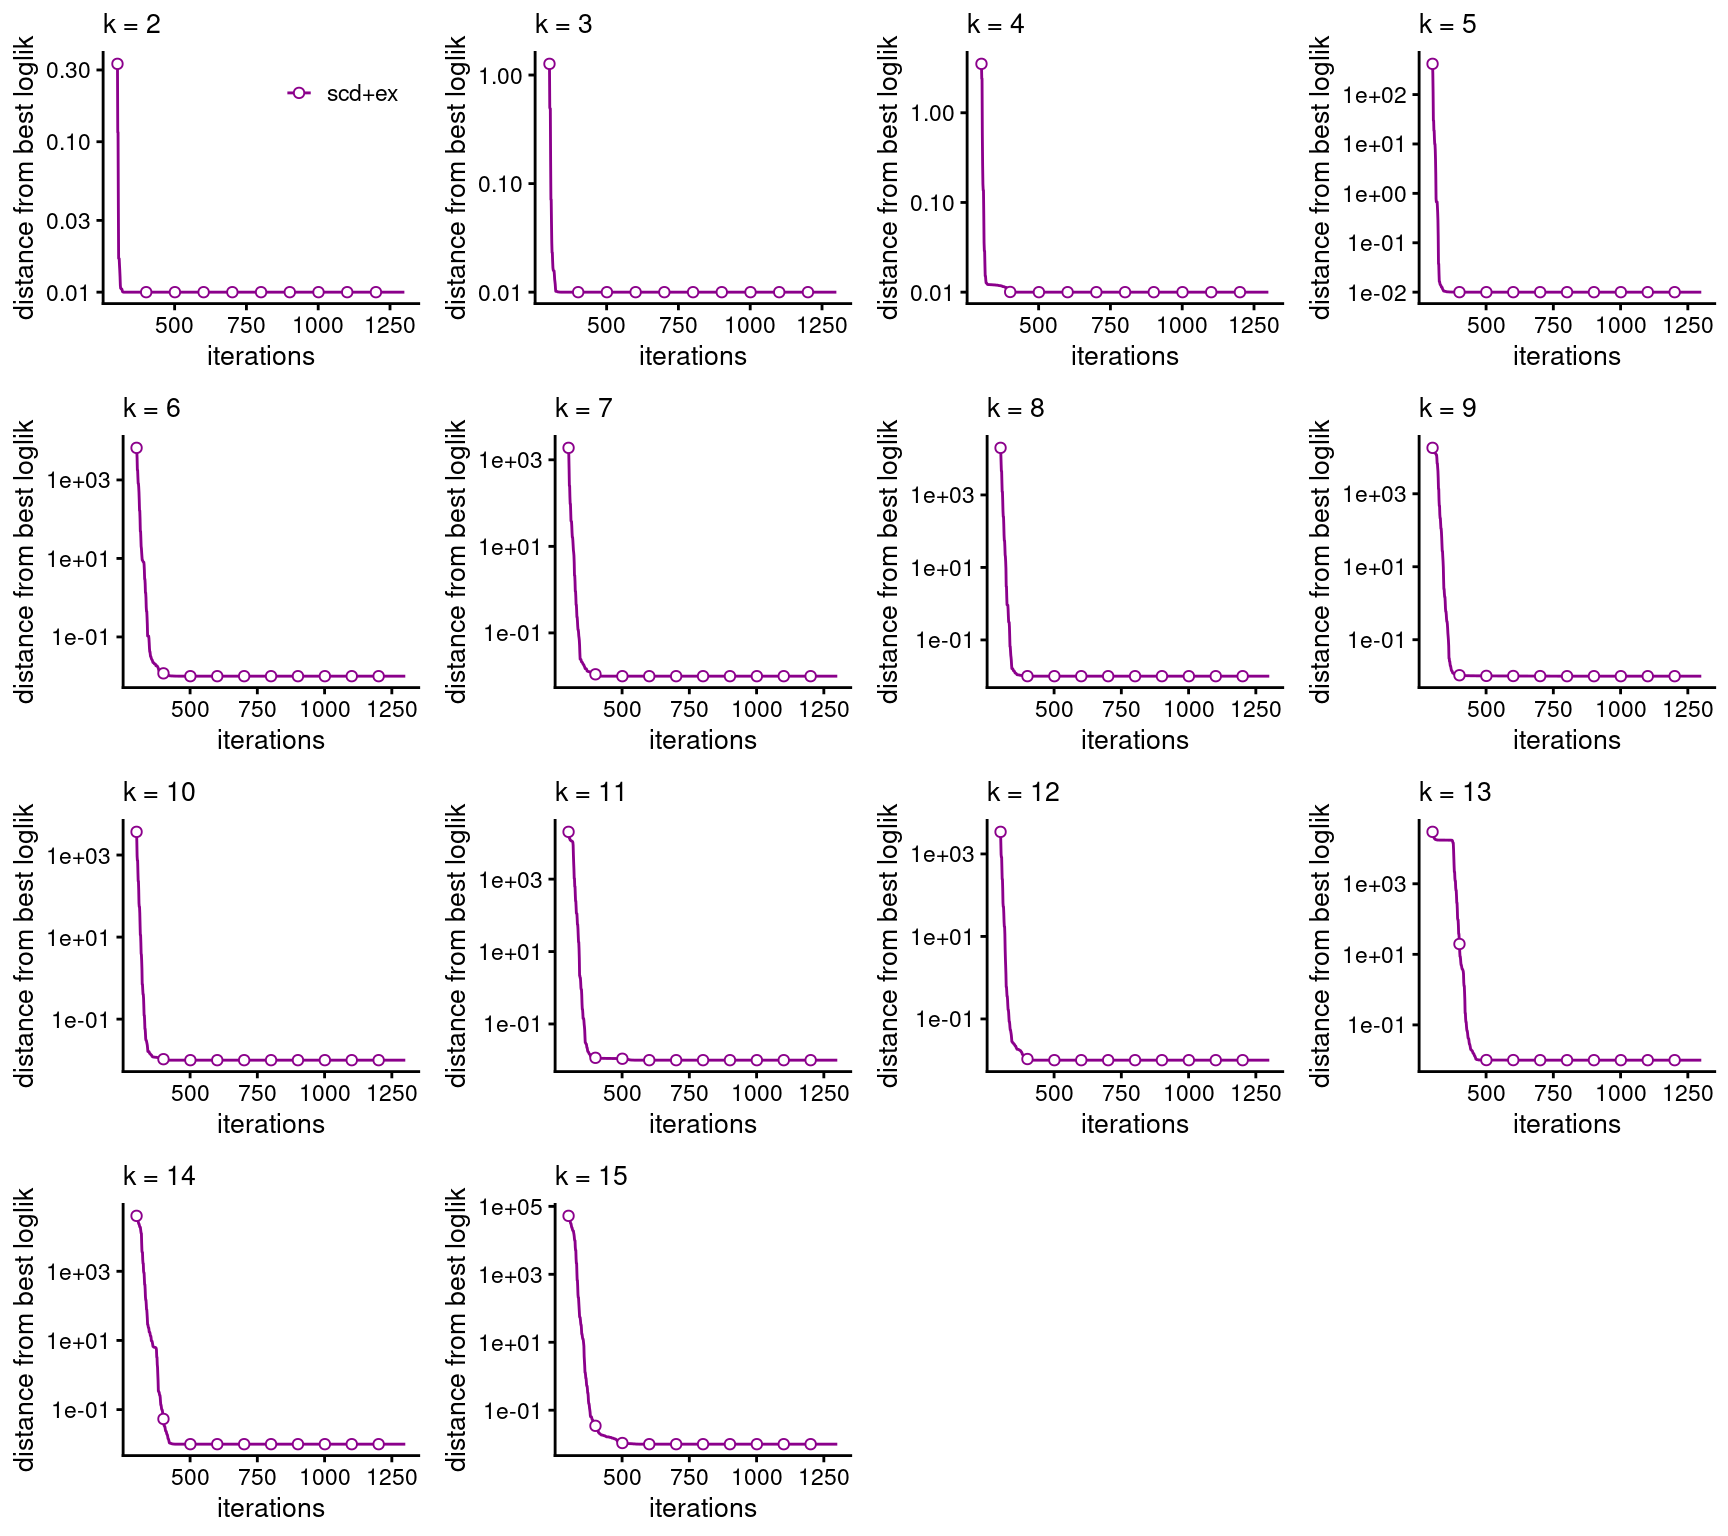 k = 2
distance from best loglik
0.30
0.10
0.03
0.01
scd+ex
500 750 1000 1250
iterations
k = 3
distance from best loglik
1.00
0.10
0.01
500 750 1000 1250
iterations
k = 4
distance from best loglik
1.00
0.10
0.01
500 750 1000 1250
iterations
k = 5
distance from best loglik
1e+02
1e+01
1e+00
1e-01
1e-02
500 750 1000 1250
iterations
k = 6
distance from best loglik
1e+03
1e+01
1e-01
500 750 1000 1250
iterations
k = 7
distance from best loglik
1e+03
1e+01
1e-01
500 750 1000 1250
iterations
k = 8
distance from best loglik
1e+03
1e+01
1e-01
500 750 1000 1250
iterations
k = 9
distance from best loglik
1e+03
1e+01
1e-01
500 750 1000 1250
iterations
k = 10
distance from best loglik
1e+03
1e+01
1e-01
500 750 1000 1250
iterations
k = 11
distance from best loglik
1e+03
1e+01
1e-01
500 750 1000 1250
iterations
k = 12
distance from best loglik
1e+03
1e+01
1e-01
500 750 1000 1250
iterations
k = 13
distance from best loglik
1e+03
1e+01
1e-01
500 750 1000 1250
iterations
k = 14
distance from best loglik
1e+03
1e+01
1e-01
500 750 1000 1250
iterations
k = 15
distance from best loglik
1e+05
1e+03
1e+01
1e-01
500 750 1000 1250
iterations